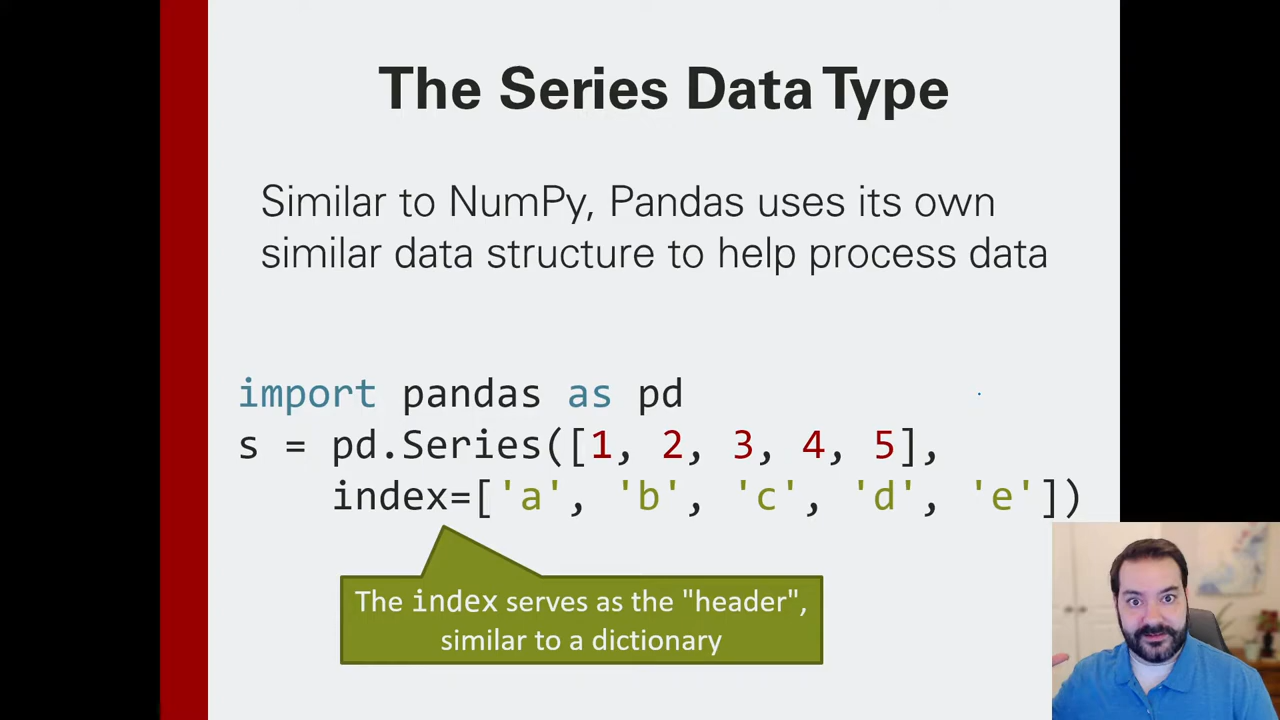 The Series Data Type
Similar to NumPy, Pandas uses its own
similar data structure to help process data
import pandas as pd
s = pd.Series([1, 2, 3, 4, 5],
index=['a', 'b', 'c', 'd', 'e'])
The index serves as the "header",
similar to a dictionary